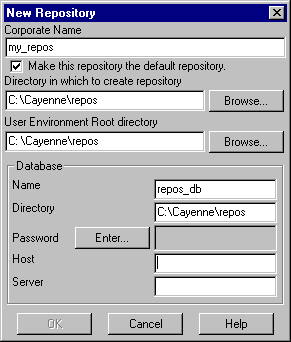 New Repository
Corporate Name
my_repos
Make this repository the default repository.
Directory in which to create repository
C:\Cayenne\repos
Browse...
User Environment Root directory
C:\Cayenne\repos
Browse...
Database
Name
repos_db
Directory
C:\Cayenne\repos
Password
Enter...
Host
Server
OK
Cancel
Help